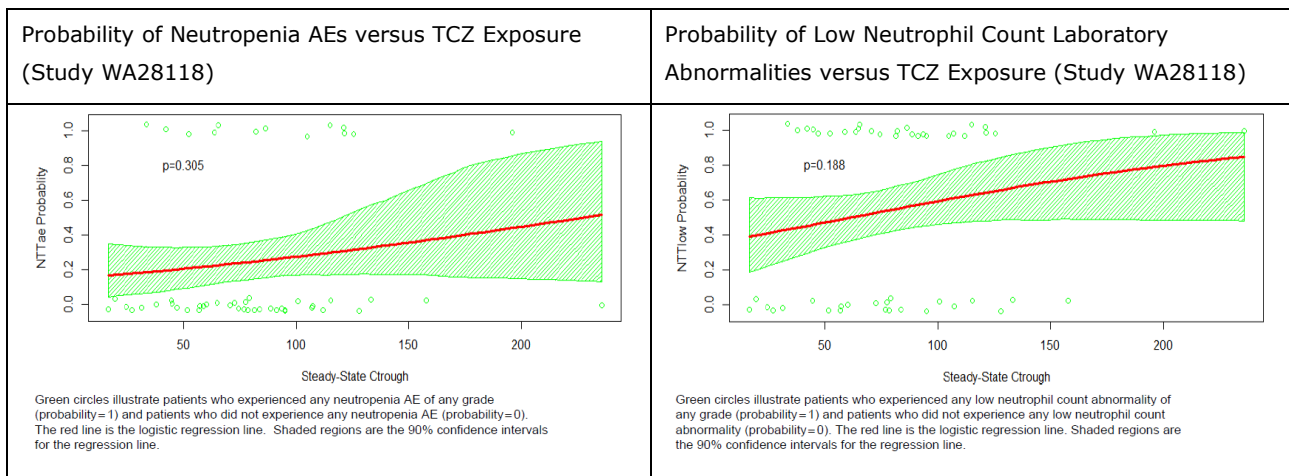 Probability of Neutropenia AEs versus TCZ Exposure
(Study WA28118)
NTTae Probability
1.0
0.8
0.6
0.4
0.2
0.0
p=0.305
50
100
150
200
Steady-State Ctrough
Green circles illustrate patients who experienced any neutropenia AE of any grade
(probability=1) and patients who did not experience any neutropenia AE (probability=0).
The red line is the logistic regression line. Shaded regions are the 90% confidence intervals
for the regression line.
Probability of Low Neutrophil Count Laboratory
Abnormalities versus TCZ Exposure (Study WA28118)
NTTlow Probablity
1.0
0.8
0.6
0.4
0.2
0.0
p=0.188
50
100
150
200
Steady-State Ctrough
Green circles illustrate patients who experienced any low neutrophil count abnormality of
any grade (probability=1) and patients who did not experience any low neutrophil count
abnormality (probability=0). The red line is the logistic regression line. Shaded regions are
the 90% confidence intervals for the regression line.